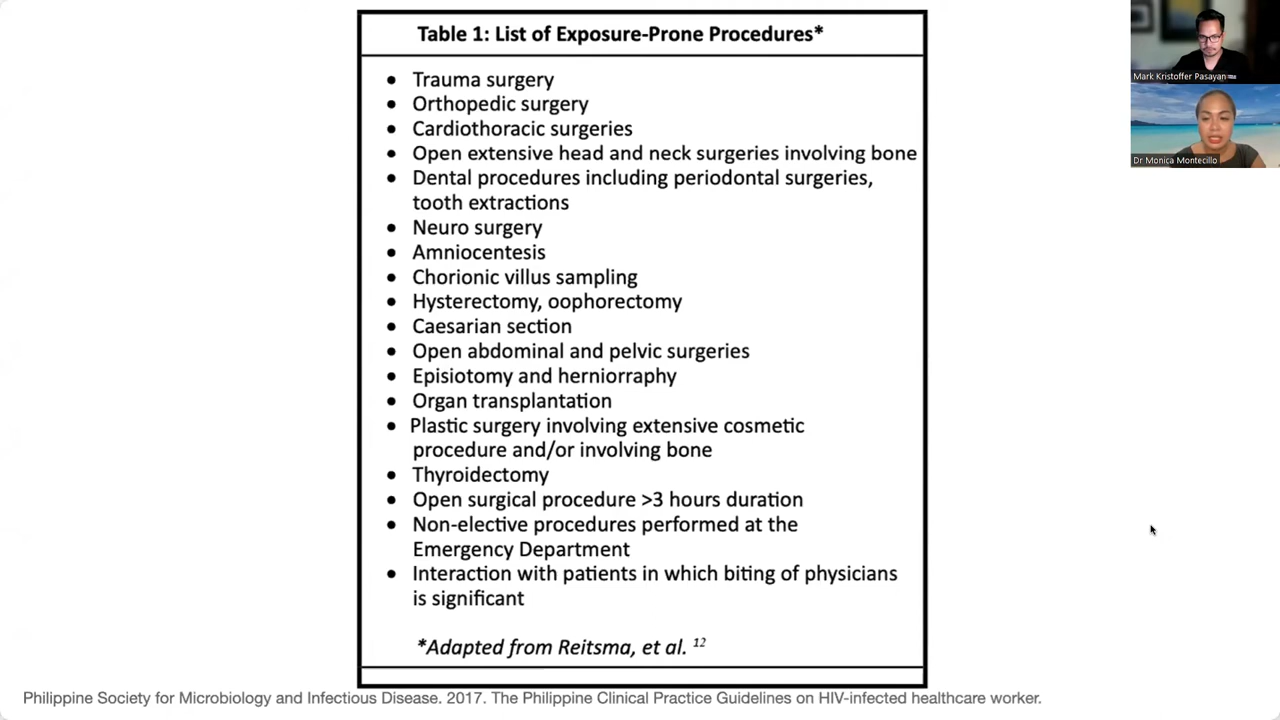 Table 1: List of Exposure-Prone Procedures*
• Trauma surgery
• Orthopedic surgery
• Cardiothoracic surgeries
• Open extensive head and neck surgeries involving bone
• Dental procedures including periodontal surgeries,
tooth extractions
• Neuro surgery
• Amniocentesis
• Chorionic villus sampling
• Hysterectomy, oophorectomy
• Caesarian section
• Open abdominal and pelvic surgeries
• Episiotomy and herniorraphy
• Organ transplantation
• Plastic surgery involving extensive cosmetic
procedure and/or involving bone
• Thyroidectomy
• Open surgical procedure >3 hours duration
• Non-elective procedures performed at the
Emergency Department
• Interaction with patients in which biting of physicians
is significant
*Adapted from Reitsma, et al. 12
Philippine Society for Microbiology and Infectious Disease. 2017. The Philippine Clinical Practice Guidelines on HIV-infected healthcare worker.
Mark Kristoffer Pasayan
Dr Monica Montecillo